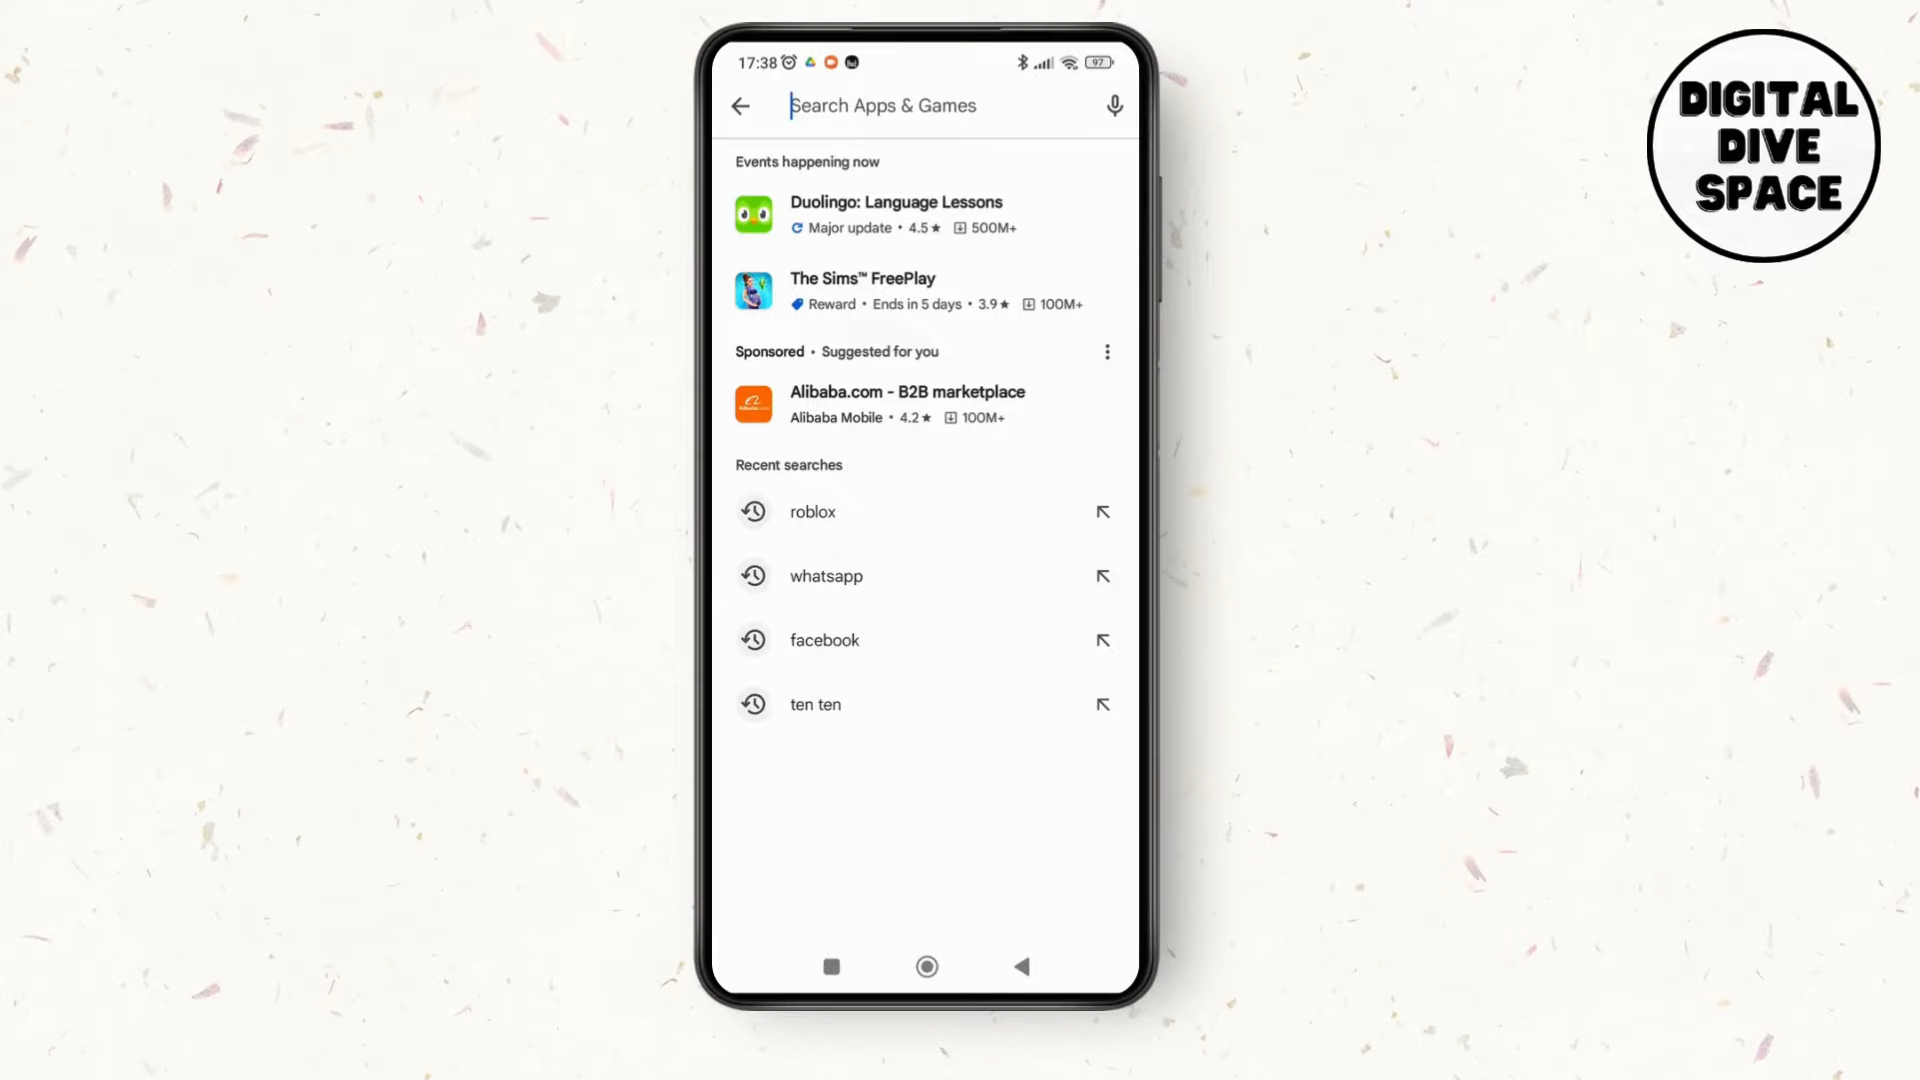 17:38
97
Search Apps & Games
Events happening now
Duolingo: Language Lessons
Major update • 4.5★ 500M+
The Sims™ FreePlay
Reward • Ends in 5 days • 3.9★ 100M+
Sponsored • Suggested for you
Alibaba.com - B2B marketplace
Alibaba Mobile • 4.2★ 100M+
Recent searches
roblox
whatsapp
facebook
ten ten
DIGITAL
DIVE
SPACE